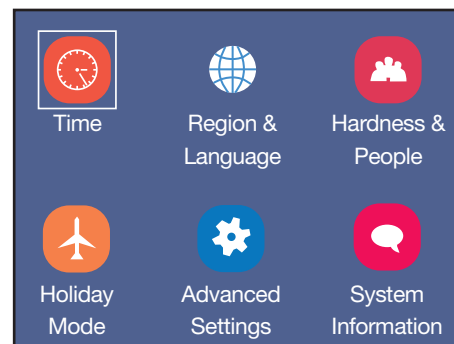 Time
Region &
Language
Hardness &
People
Holiday
Mode
Advanced
Settings
System
Information